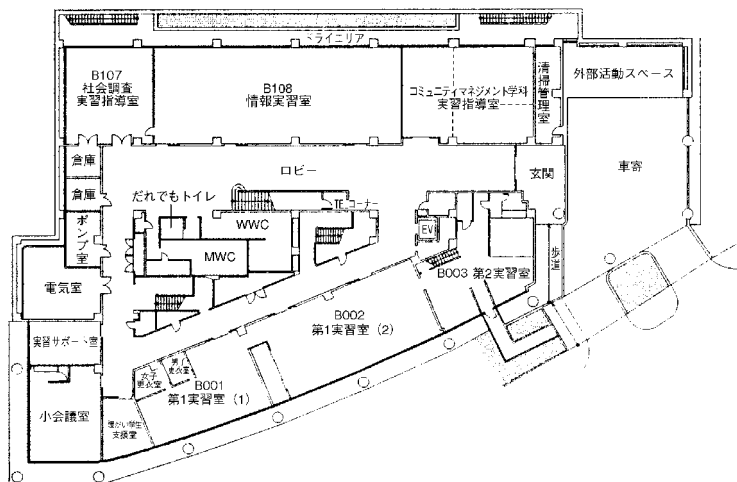 ドライエリア
B107
社会調査
実習指導室
B108
情報実習室
コミュニティマネジメント学科
実習指導室
清掃管理室
外部活動スペース
倉庫
倉庫
ロビー
玄関
車寄
だれでもトイレ
TELコーナー
WWC
MWC
EV
ポンプ室
電気室
歩道
B003 第2実習室
B002
第1実習室(2)
実習サポート室
女子
更衣室
男子
更衣室
B001
第1実習室(1)
小会議室
障がい学生
支援室